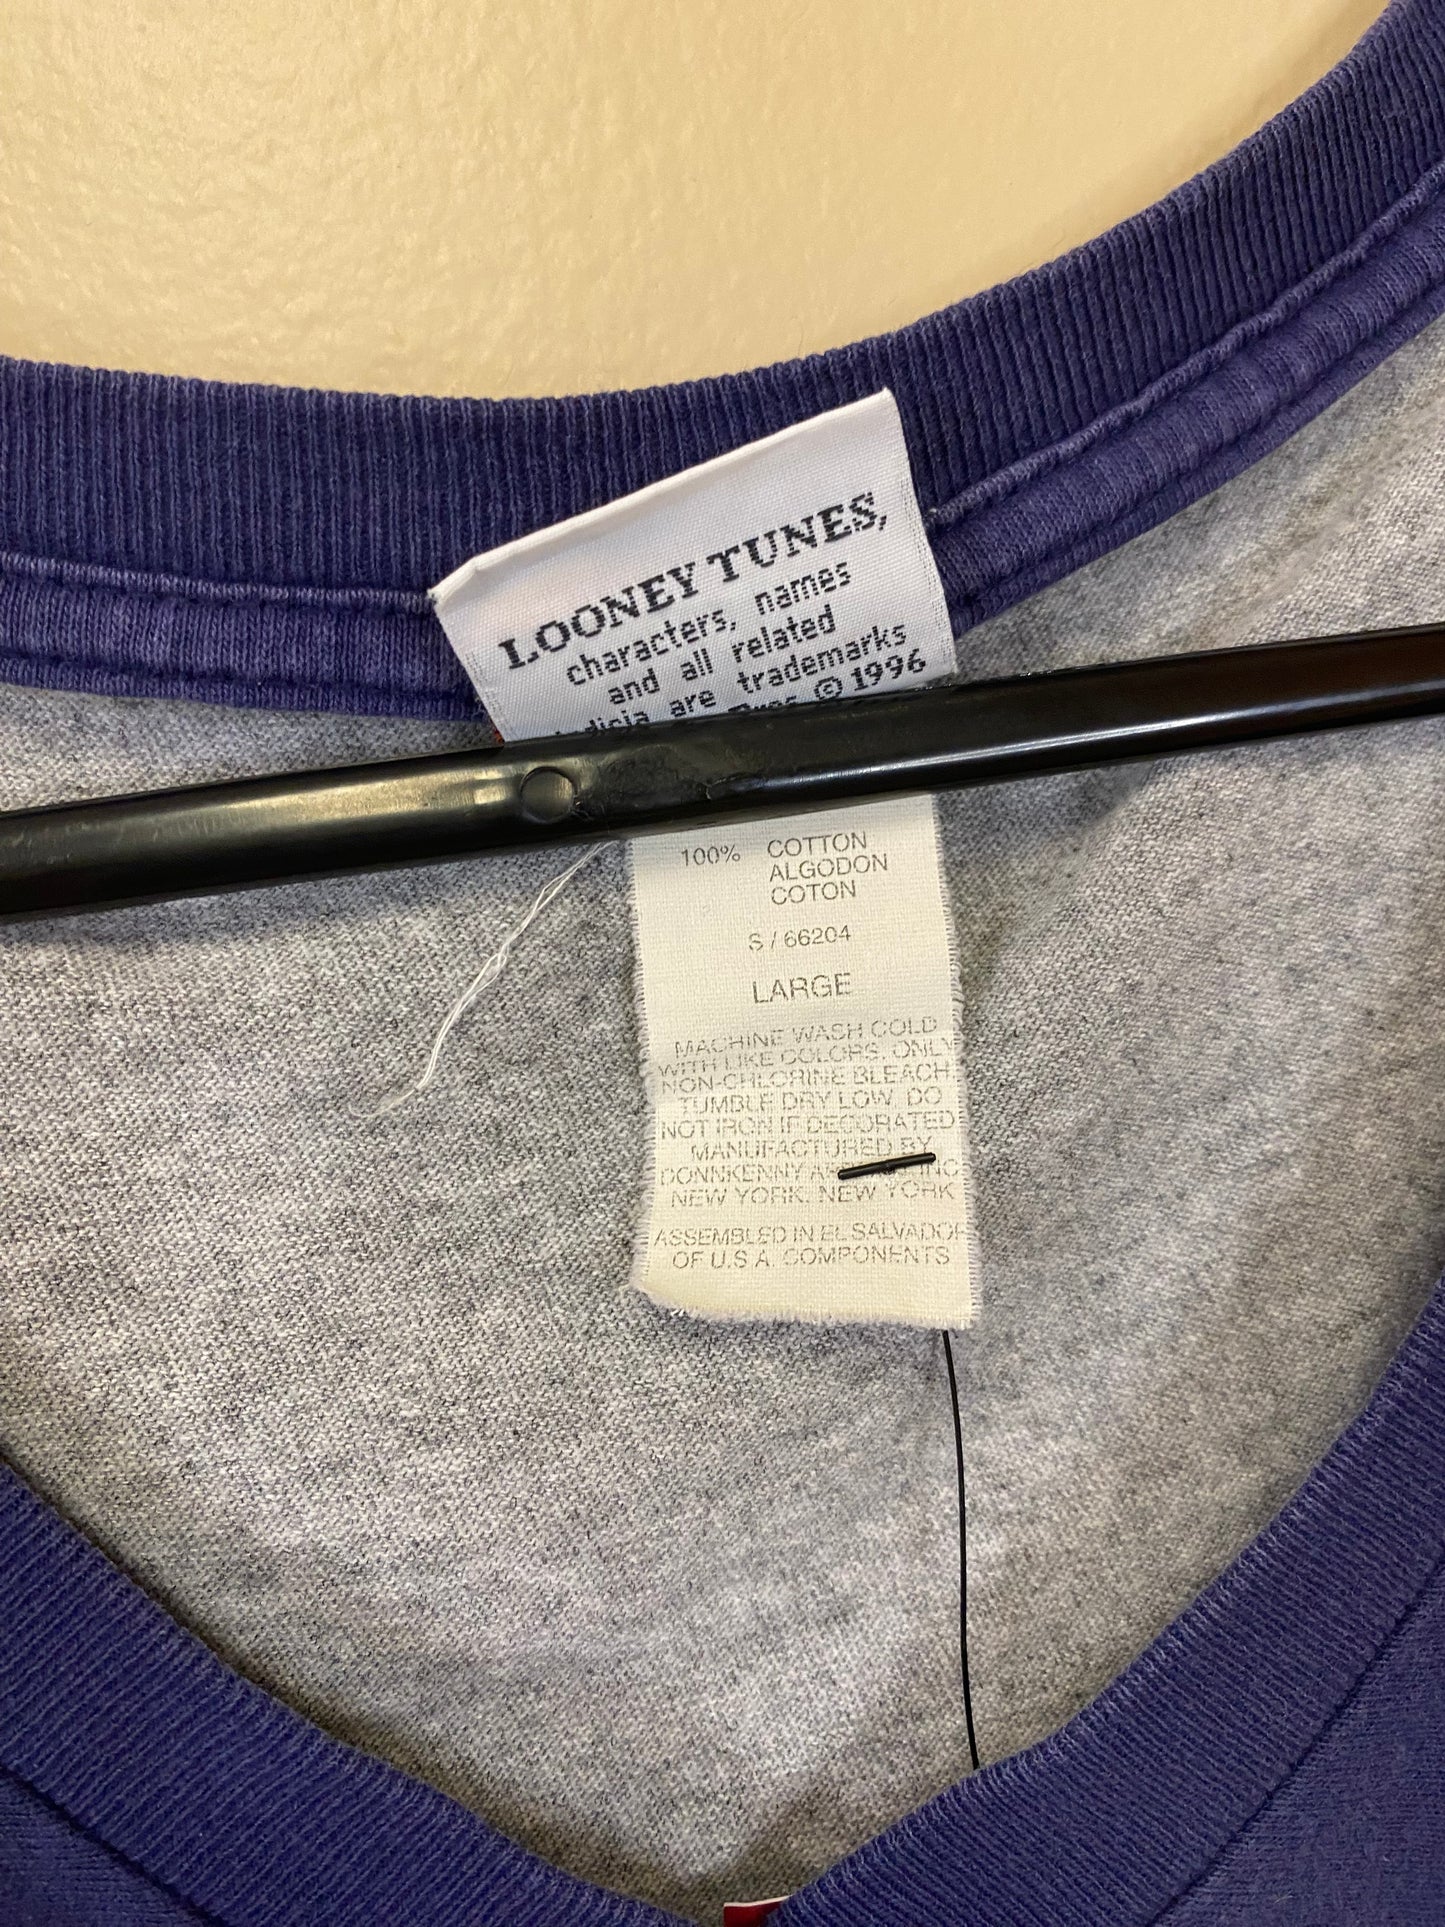 LOONEY TUNES,
characters, names
and all related
are trademarks
© 1996
100% COTTON
ALGODON
COTON
S / 66204
LARGE
MACHINE WASH COLD
WITH LIKE COLORS. ONLY
NON-CHLORINE BLEACH
TUMBLE DRY LOW. DO
NOT IRON IF DECORATED
MANUFACTURED BY
DONNKENNY INC
NEW YORK. NEW YORK
ASSEMBLED IN EL SALVADOR
OF U.S A. COMPONENTS